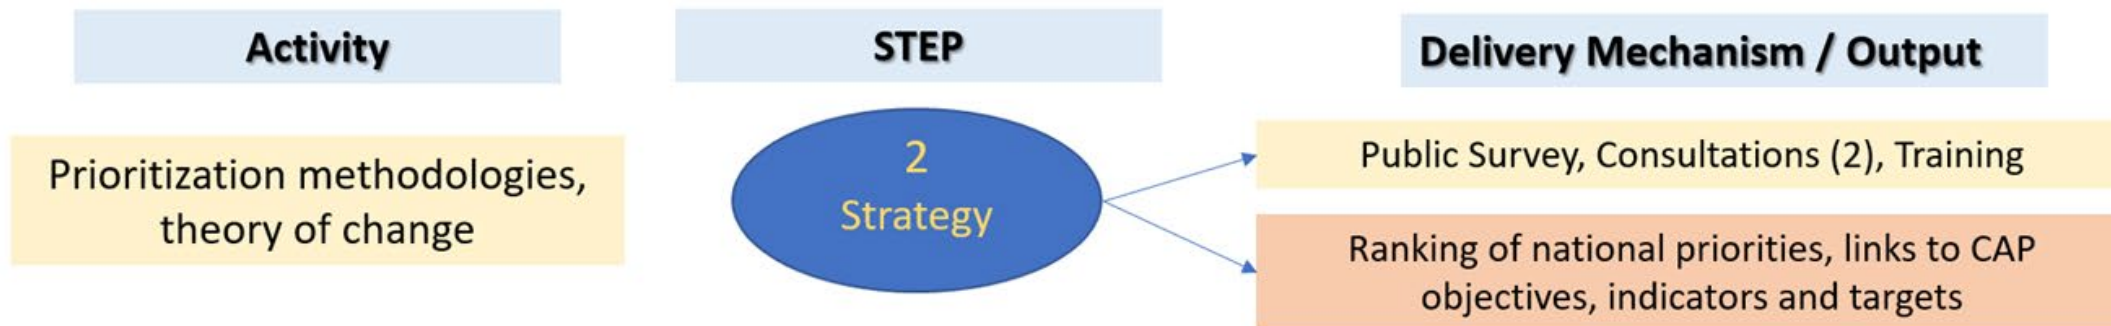 Activity
STEP
Delivery Mechanism / Output
Prioritization methodologies,
theory of change
2
Strategy
Public Survey, Consultations (2), Training
Ranking of national priorities, links to CAP
objectives, indicators and targets